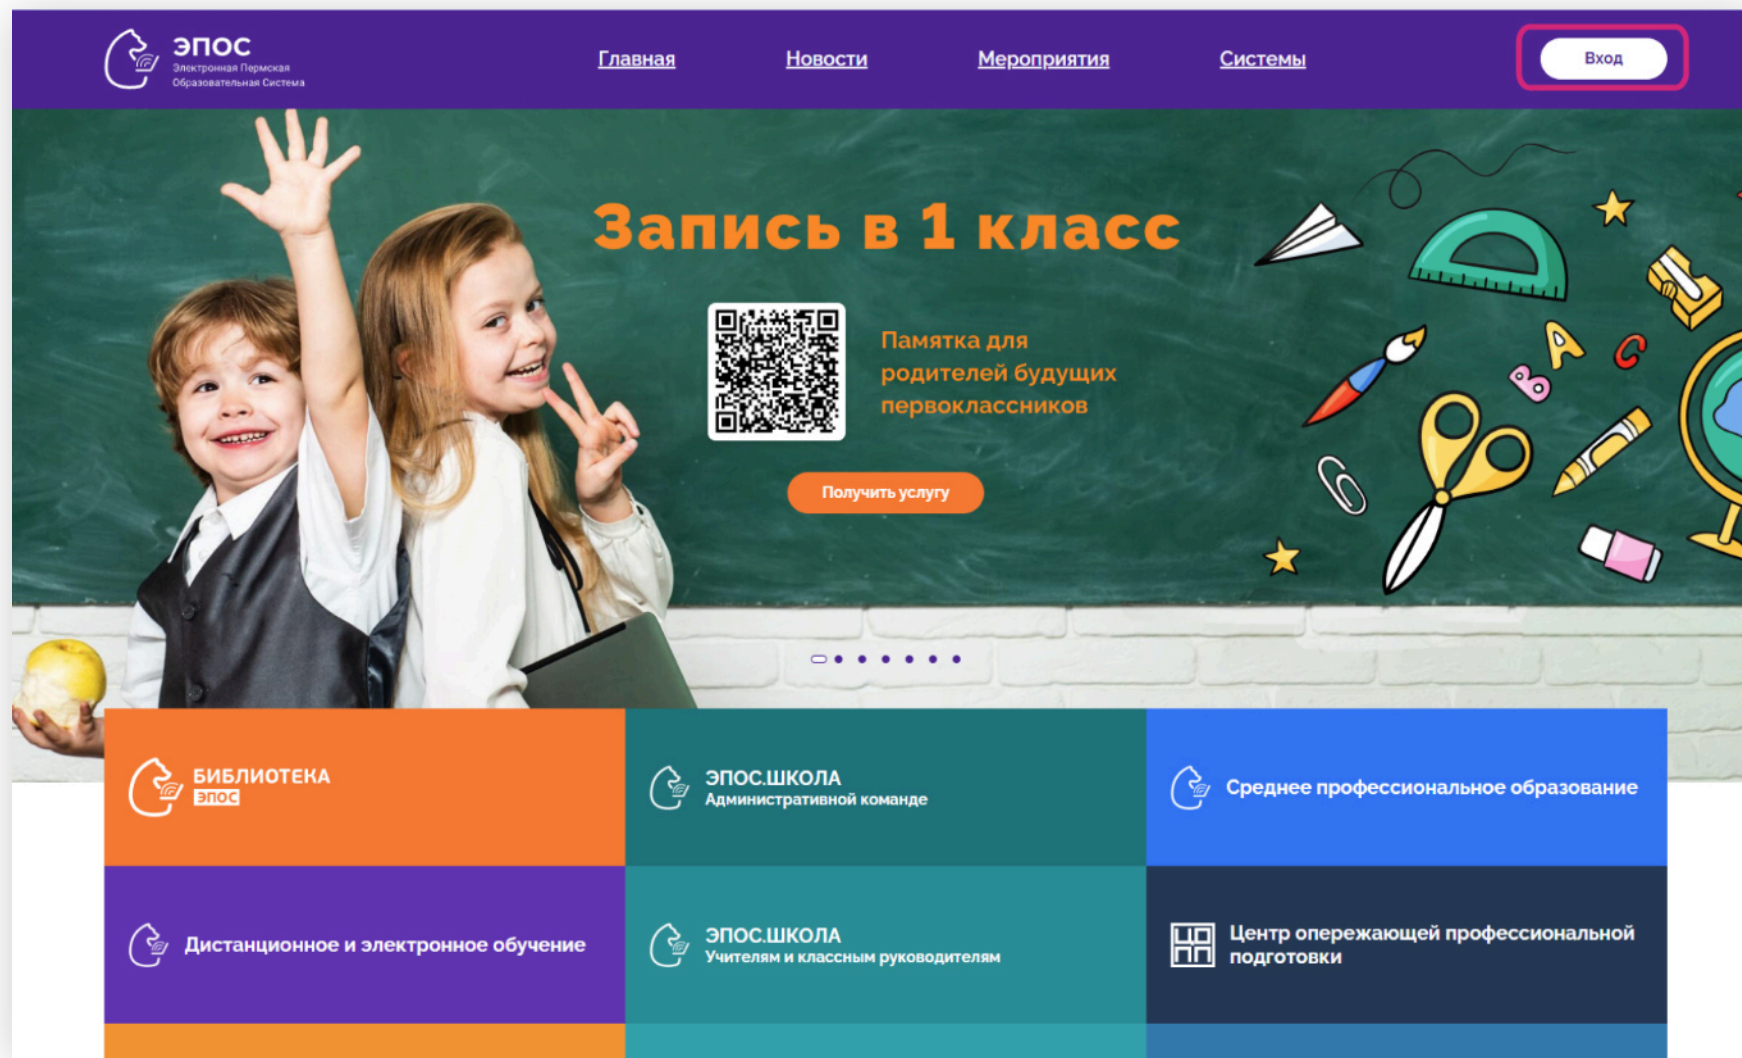 ЭПОС
Электронная Пермская
Образовательная Система
Главная
Новости
Мероприятия
Системы
Вход
Запись в 1 класс
Памятка для
родителей будущих
первоклассников
B A C
Получить услугу
БИБЛИОТЕКА
ЭПОС
ЭПОС.ШКОЛА
Административной команде
Среднее профессиональное образование
Дистанционное и электронное обучение
ЭПОС.ШКОЛА
Учителям и классным руководителям
ЦО
ПП
Центр опережающей профессиональной
подготовки